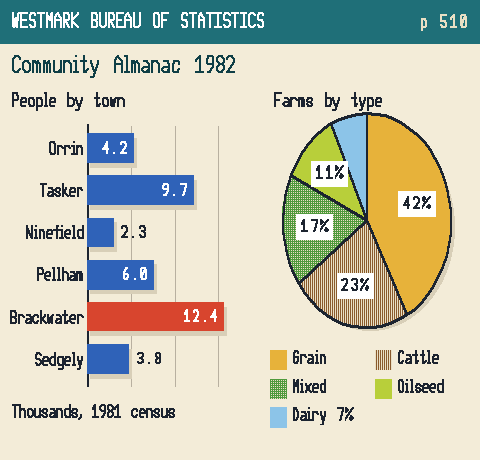 WESTMARK BUREAU OF STATISTICS p 510
Community Almanac 1982
People by town
Orrin 4.2
Tasker 9.7
Ninefield 2.3
Pellham 6.0
Brackwater 12.4
Sedgely 3.8
Thousands, 1981 census
Farms by type
42%
23%
17%
11%
Grain
Cattle
Mixed
Oilseed
Dairy 7%